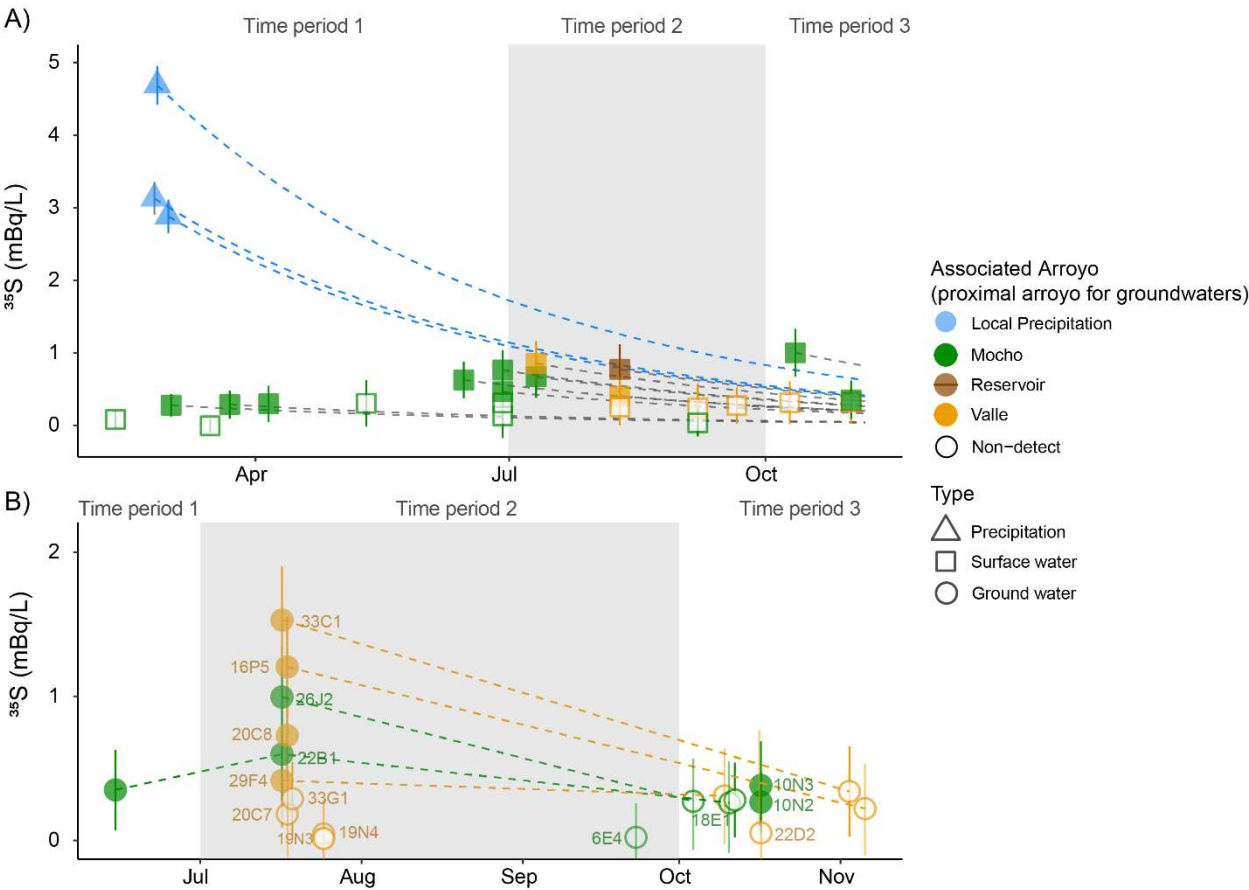 A)
Time period 1 Time period 2 Time period 3
5
4
3
2
1
0
³⁵S (mBq/L)
Apr Jul Oct
B)
Time period 1 Time period 2 Time period 3
2
1
0
³⁵S (mBq/L)
33C1
16P5
26J2
20C8
22B1
29F4
33G1
20C7
19N4
19N3
6E4
18E1
10N3
10N2
22D2
Jul Aug Sep Oct Nov
Associated Arroyo
(proximal arroyo for groundwaters)
Local Precipitation
Mocho
Reservoir
Valle
Non−detect
Type
Precipitation
Surface water
Ground water